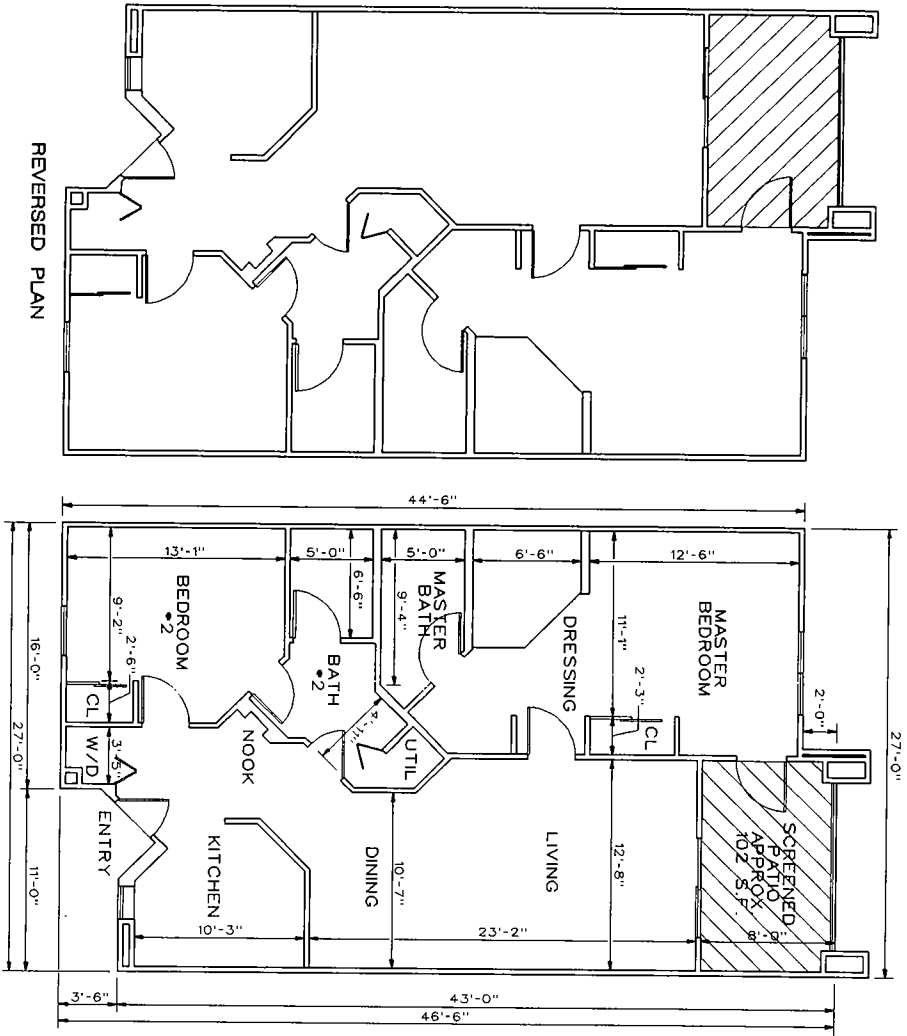 REVERSED PLAN
44'-6"
13'-1"
5'-0"
5'-0"
6'-6"
12'-6"
6'-6"
9'-4"
9'-2"
11'-1"
BEDROOM
#2
MASTER
BATH
MASTER
BEDROOM
DRESSING
BATH
#2
2'-6"
CL
2'-3"
CL
2'-0"
27'-0"
16'-0"
27'-0"
11'-0"
W/D
3'-5"
NOOK
4'-1"
UTIL
ENTRY
KITCHEN
DINING
10'-7"
LIVING
12'-8"
SCREENED
PATIO
APPROX
102 S.F.
10'-3"
23'-2"
8'-0"
3'-6"
43'-0"
46'-6"